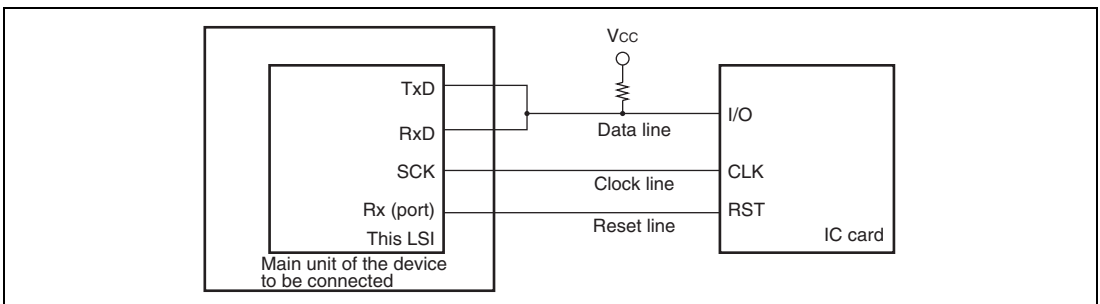 Vcc
TxD
I/O
RxD
Data line
SCK
CLK
Clock line
Rx (port)
RST
Reset line
This LSI
IC card
Main unit of the device
to be connected